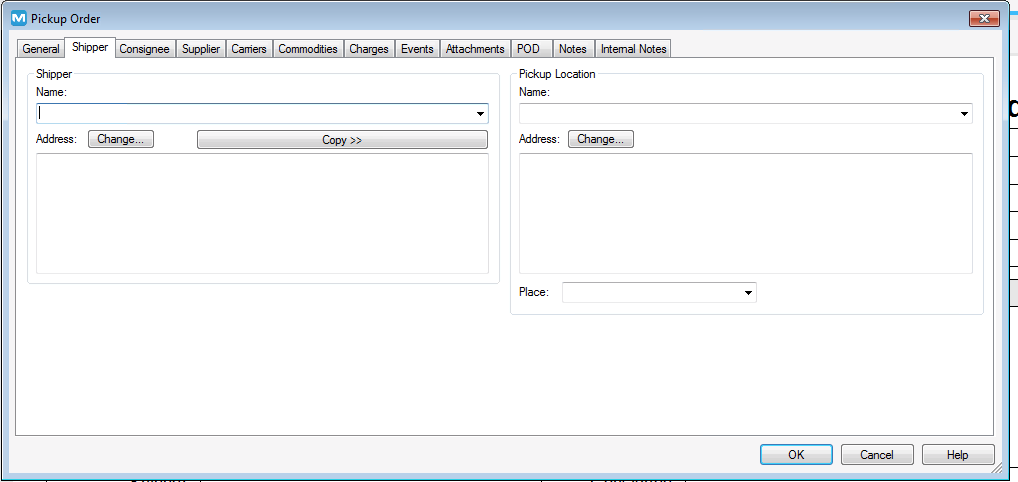 Pickup Order
General Shipper Consignee Supplier Carriers Commodities Charges Events Attachments POD Notes Internal Notes
Shipper
Name:
Address: Change... Copy >>
Pickup Location
Name:
Address: Change...
Place:
OK Cancel Help